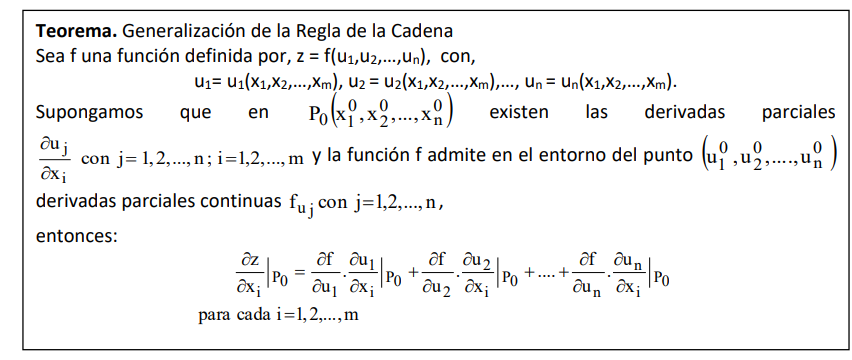 Teorema. Generalización de la Regla de la Cadena
Sea f una función definida por, z = f(u₁,u₂,...,uₙ), con,
u₁= u₁(x₁,x₂,...,xₘ), u₂ = u₂(x₁,x₂,...,xₘ),..., uₙ = uₙ(x₁,x₂,...,xₘ).
Supongamos que en P₀(x₁⁰,x₂⁰,...,xₙ⁰) existen las derivadas parciales
∂uⱼ/∂xᵢ con j= 1,2,...,n; i=1,2,...,m y la función f admite en el entorno del punto (u₁⁰,u₂⁰,....,uₙ⁰)
derivadas parciales continuas f_{uⱼ} con j=1,2,...,n,
entonces:
∂z/∂xᵢ|P₀ = ∂f/∂u₁.∂u₁/∂xᵢ|P₀ + ∂f/∂u₂.∂u₂/∂xᵢ|P₀ +....+ ∂f/∂uₙ.∂uₙ/∂xᵢ|P₀
para cada i=1,2,...,m